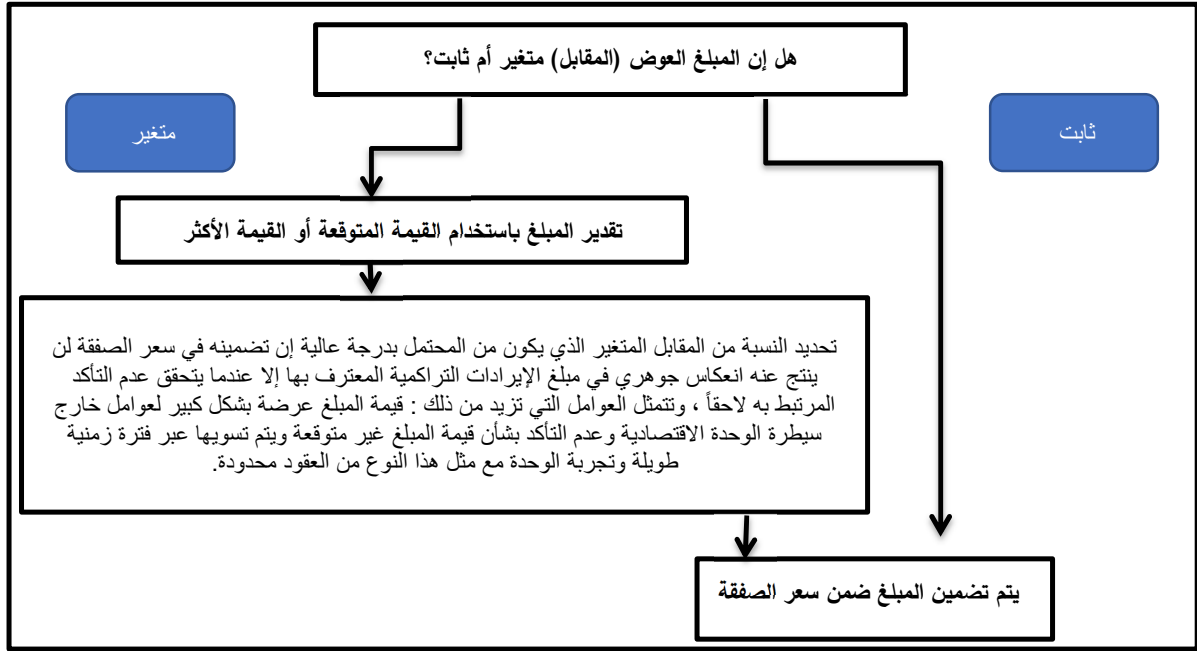 هل إن المبلغ العوض (المقابل) متغير أم ثابت؟
ثابت
متغير
تقدير المبلغ باستخدام القيمة المتوقعة أو القيمة الأكثر
تحديد النسبة من المقابل المتغير الذي يكون من المحتمل بدرجة عالية إن تضمينه في سعر الصفقة لن
ينتج عنه انعكاس جوهري في مبلغ الإيرادات التراكمية المعترف بها إلا عندما يتحقق عدم التأكد
المرتبط به لاحقاً ، وتتمثل العوامل التي تزيد من ذلك : قيمة المبلغ عرضة بشكل كبير لعوامل خارج
سيطرة الوحدة الاقتصادية وعدم التأكد بشأن قيمة المبلغ غير متوقعة ويتم تسويها عبر فترة زمنية
طويلة وتجربة الوحدة مع مثل هذا النوع من العقود محدودة.
يتم تضمين المبلغ ضمن سعر الصفقة